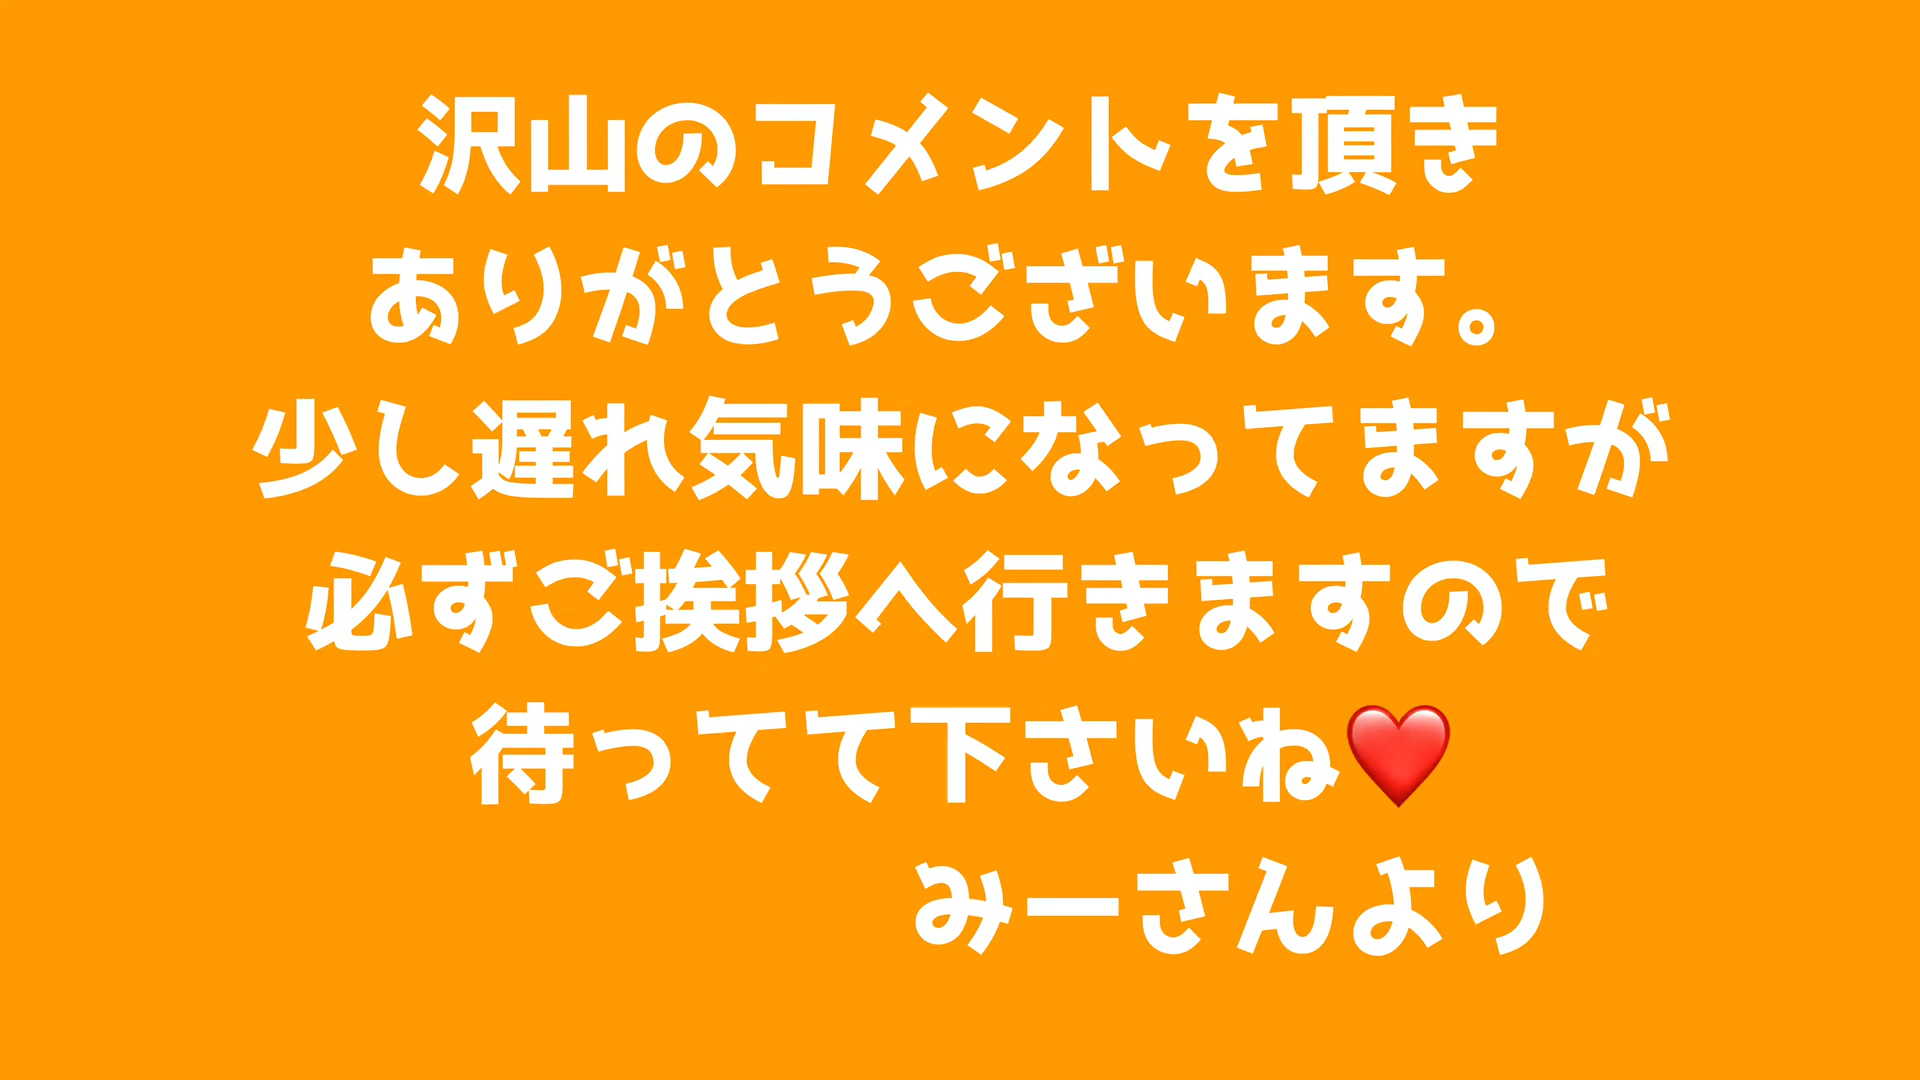 沢山のコメントを頂き
ありがとうございます。
少し遅れ気味になってますが
必ずご挨拶へ行きますので
待ってて下さいね❤️
みーさんより